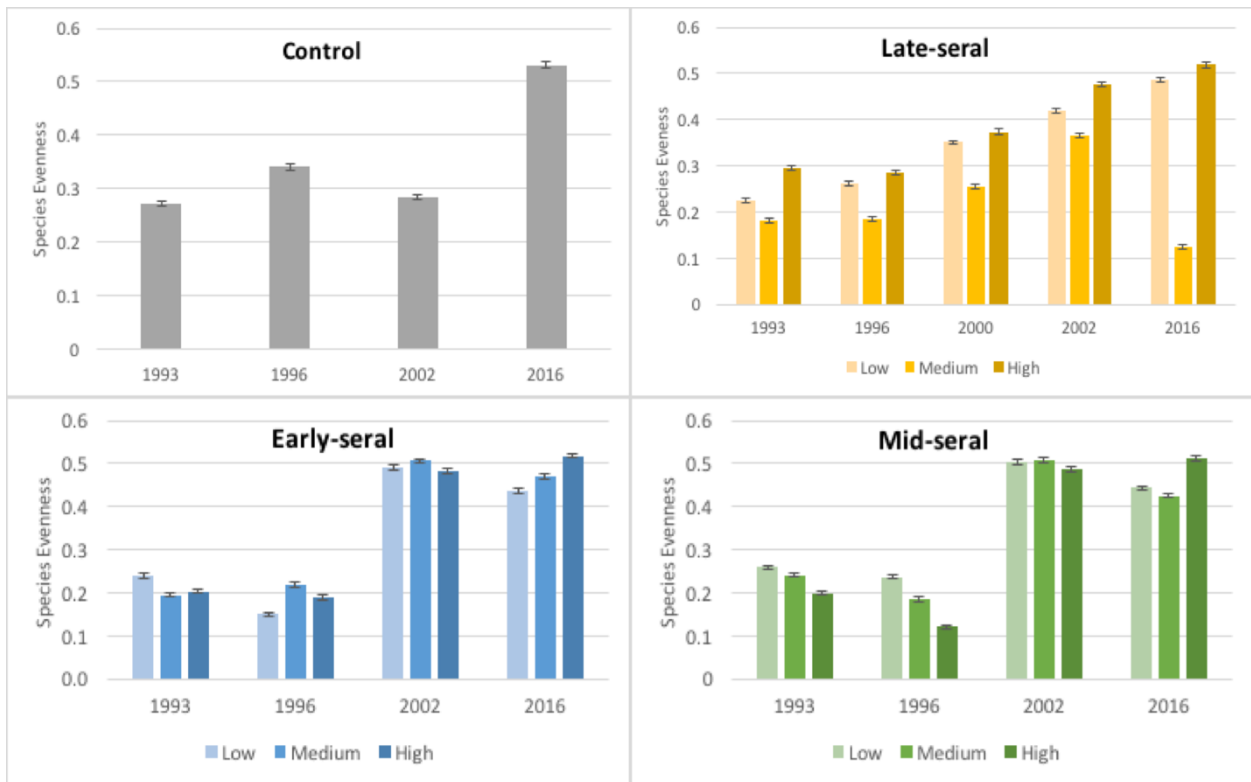 Control
Species Evenness
0.6
0.5
0.4
0.3
0.2
0.1
0
1993 1996 2002 2016
Late-seral
Species Eveness
0.6
0.5
0.4
0.3
0.2
0.1
0
1993 1996 2000 2002 2016
Low Medium High
Early-seral
Species Evenness
0.6
0.5
0.4
0.3
0.2
0.1
0.0
1993 1996 2002 2016
Low Medium High
Mid-seral
Species Evenness
0.6
0.5
0.4
0.3
0.2
0.1
0
1993 1996 2002 2016
Low Medium High